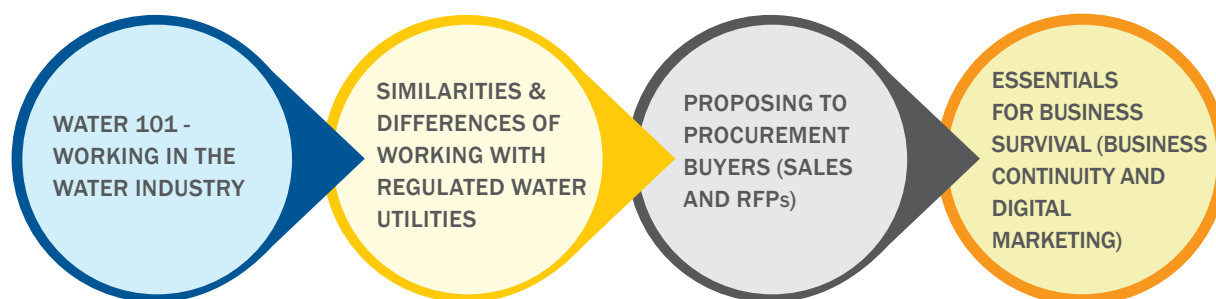 WATER 101 -
WORKING IN THE
WATER INDUSTRY
SIMILARITIES &
DIFFERENCES OF
WORKING WITH
REGULATED WATER
UTILITIES
PROPOSING TO
PROCUREMENT
BUYERS (SALES
AND RFPs)
ESSENTIALS
FOR BUSINESS
SURVIVAL (BUSINESS
CONTINUITY AND
DIGITAL
MARKETING)